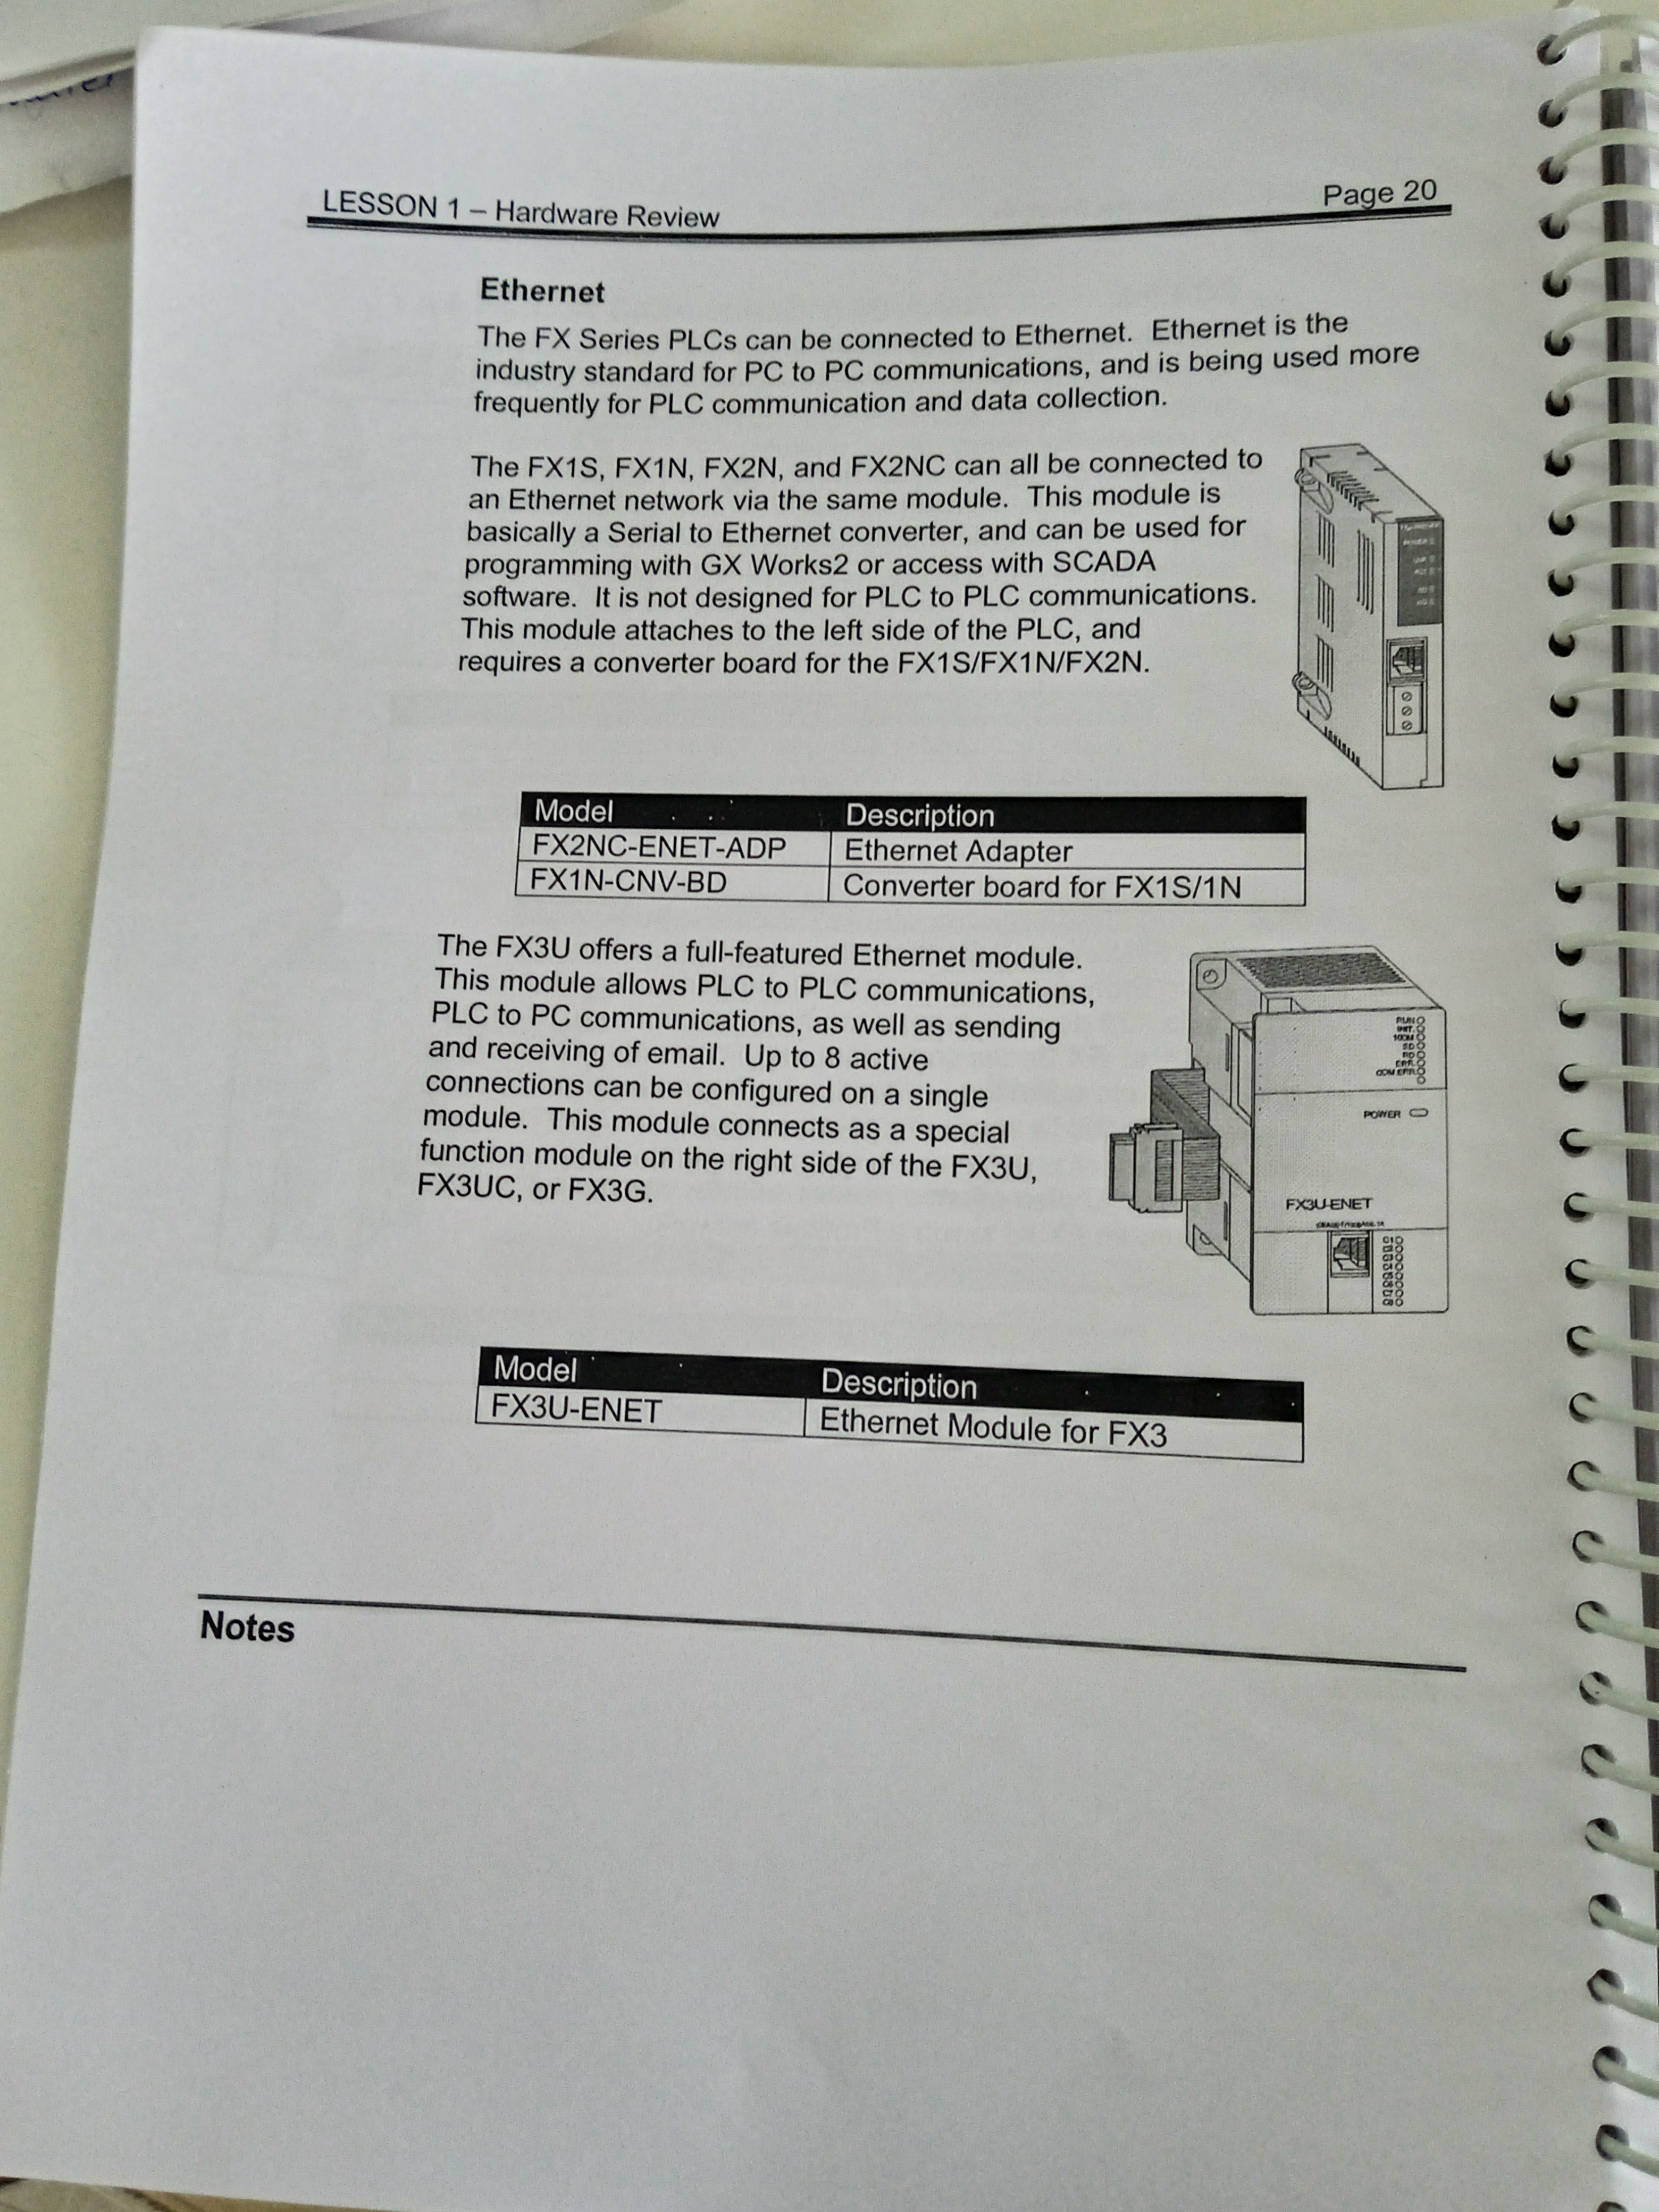 LESSON 1 – Hardware Review
Page 20
Ethernet
The FX Series PLCs can be connected to Ethernet. Ethernet is the
industry standard for PC to PC communications, and is being used more
frequently for PLC communication and data collection.
The FX1S, FX1N, FX2N, and FX2NC can all be connected to
an Ethernet network via the same module. This module is
basically a Serial to Ethernet converter, and can be used for
programming with GX Works2 or access with SCADA
software. It is not designed for PLC to PLC communications.
This module attaches to the left side of the PLC, and
requires a converter board for the FX1S/FX1N/FX2N.
Model Description
FX2NC-ENET-ADP Ethernet Adapter
FX1N-CNV-BD Converter board for FX1S/1N
The FX3U offers a full-featured Ethernet module.
This module allows PLC to PLC communications,
PLC to PC communications, as well as sending
and receiving of email. Up to 8 active
connections can be configured on a single
module. This module connects as a special
function module on the right side of the FX3U,
FX3UC, or FX3G.
RUN
INIT.
100M
SD
RD
ERR.
COM ERR.
POWER
FX3U-ENET
C1
C2
C3
C4
C5
C6
C7
C8
Model Description
FX3U-ENET Ethernet Module for FX3
Notes